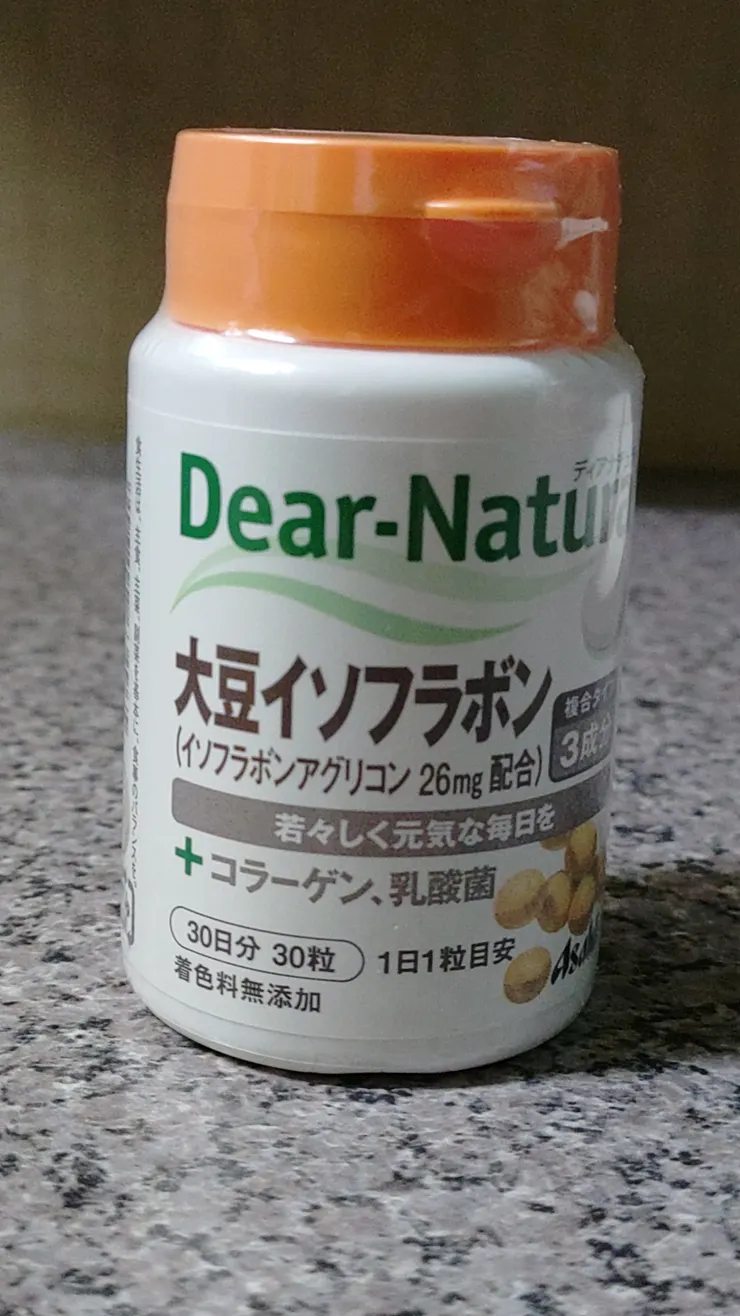 ディアナチュラ
Dear-Natura
大豆イソフラボン
(イソフラボンアグリコン 26mg 配合)
複合タイプ
3成分
若々しく元気な毎日を
+コラーゲン、乳酸菌
30日分 30粒
1日1粒目安
着色料無添加
Asahi